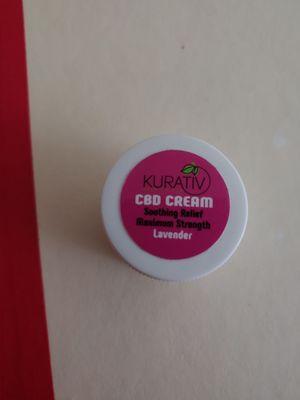 KURATIV
CBD CREAM
Soothing Relief
Maximum Strength
Lavender